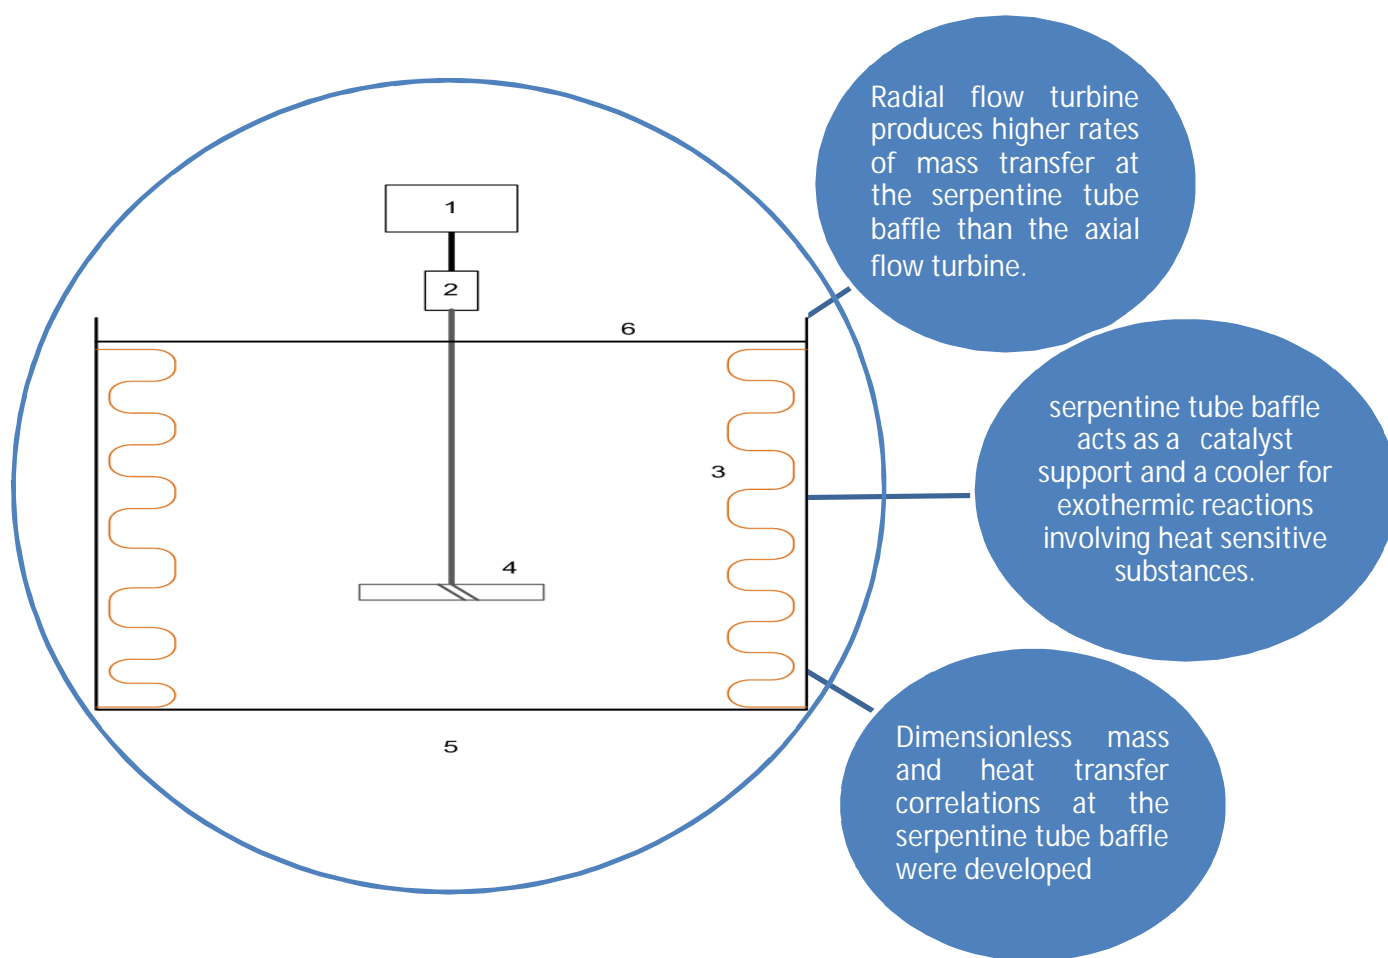 Radial flow turbine
produces higher rates
of mass transfer at
the serpentine tube
baffle than the axial
flow turbine.
1
2
6
serpentine tube baffle
acts as a catalyst
support and a cooler for
exothermic reactions
involving heat sensitive
substances.
3
4
5
Dimensionless mass
and heat transfer
correlations at the
serpentine tube baffle
were developed